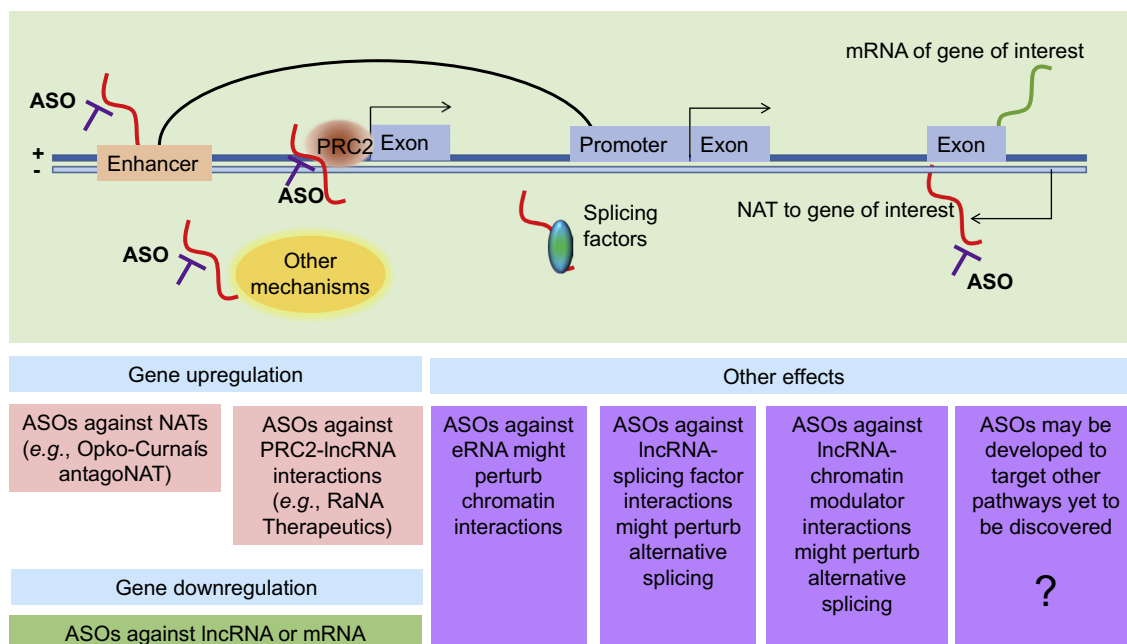 mRNA of gene of interest
ASO
PRC2
Exon
Promoter
Exon
Exon
+
-
Enhancer
ASO
NAT to gene of interest
Splicing
factors
ASO
Other
mechanisms
ASO
Gene upregulation
ASOs against NATs
(e.g., Opko-Curnaís
antagoNAT)
ASOs against
PRC2-lncRNA
interactions
(e.g., RaNA
Therapeutics)
Gene downregulation
ASOs against lncRNA or mRNA
Other effects
ASOs against
eRNA might
perturb
chromatin
interactions
ASOs against
lncRNA-
splicing factor
interactions
might perturb
alternative
splicing
ASOs against
lncRNA-
chromatin
modulator
interactions
might perturb
alternative
splicing
ASOs may be
developed to
target other
pathways yet to
be discovered
?